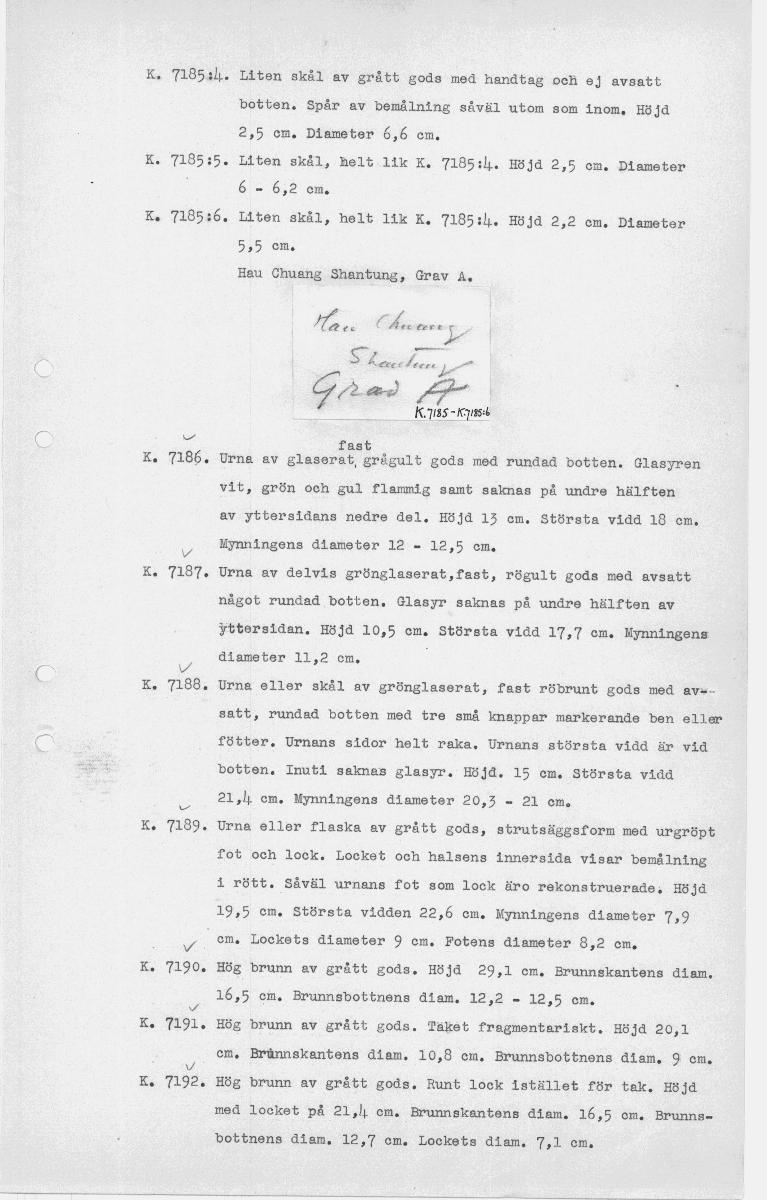 K. 7185:4. Liten skål av grått gods med handtag och ej avsatt
botten. Spår av bemålning såväl utom som inom. Höjd
2,5 cm. Diameter 6,6 cm.
K. 7185:5. Liten skål, helt lik K. 7185:4. Höjd 2,5 cm. Diameter
6 - 6,2 cm.
K. 7185:6. Liten skål, helt lik K. 7185:4. Höjd 2,2 cm. Diameter
5,5 cm.
Hau Chuang Shantung, Grav A.
Hau Chuang
Shantung
Grav A
K.7185-K.7185:6
fast
K. 7186. Urna av glaserat, grågult gods med rundad botten. Glasyren
vit, grön och gul flammig samt saknas på undre hälften
av yttersidans nedre del. Höjd 13 cm. Största vidd 18 cm.
Mynningens diameter 12 - 12,5 cm.
K. 7187. Urna av delvis grönglaserat,fast, rögult gods med avsatt
något rundad botten. Glasyr saknas på undre hälften av
yttersidan. Höjd 10,5 cm. Största vidd 17,7 cm. Mynningens
diameter 11,2 cm.
K. 7188. Urna eller skål av grönglaserat, fast röbrunt gods med av--
satt, rundad botten med tre små knappar markerande ben eller
fötter. Urnans sidor helt raka. Urnans största vidd är vid
botten. Inuti saknas glasyr. Höjd. 15 cm. Största vidd
21,4 cm. Mynningens diameter 20,3 - 21 cm.
K. 7189. Urna eller flaska av grått gods, strutsäggsform med urgröpt
fot och lock. Locket och halsens innersida visar bemålning
i rött. Såväl urnans fot som lock äro rekonstruerade. Höjd
19,5 cm. Största vidden 22,6 cm. Mynningens diameter 7,9
cm. Lockets diameter 9 cm. Fotens diameter 8,2 cm.
K. 7190. Hög brunn av grått gods. Höjd 29,1 cm. Brunnskantens diam.
16,5 cm. Brunnsbottnens diam. 12,2 - 12,5 cm.
K. 7191. Hög brunn av grått gods. Taket fragmentariskt. Höjd 20,1
cm. Brunnskantens diam. 10,8 cm. Brunnsbottnens diam. 9 cm.
K. 7192. Hög brunn av grått gods. Runt lock istället för tak. Höjd
med locket på 21,4 cm. Brunnskantens diam. 16,5 cm. Brunns-
bottnens diam. 12,7 cm. Lockets diam. 7,1 cm.